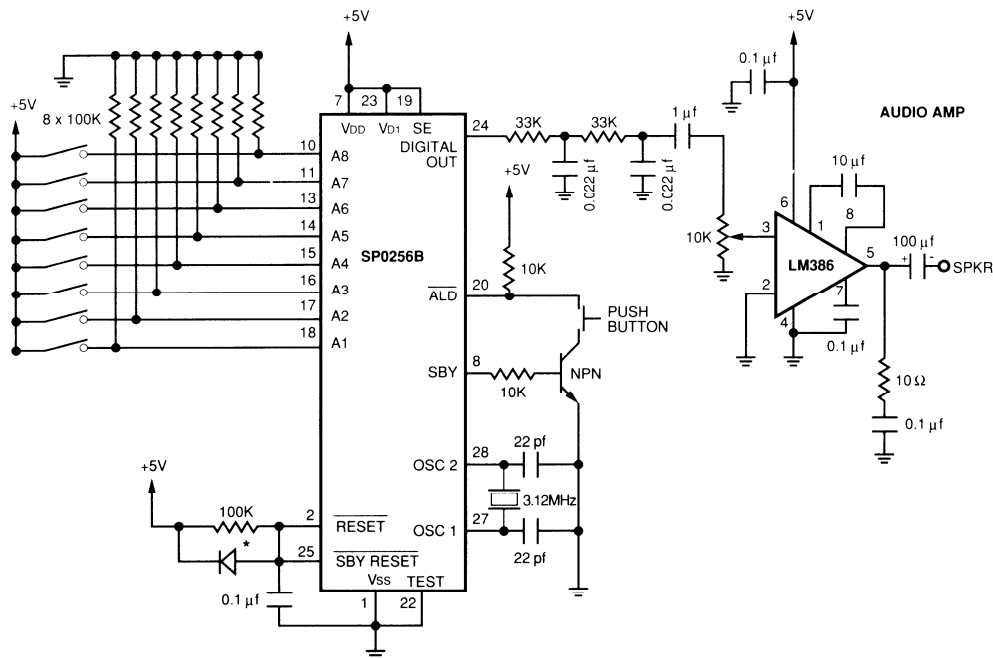 +5V
+5V
0.1 µf
+5V
8 x 100K
7 23 19
VDD VD1 SE
AUDIO AMP
24
33K
33K
1 µf
DIGITAL
OUT
10 A8
11 A7
13 A6
14 A5
15 A4
16 A3
17 A2
18 A1
SP0256B
0.022 µf
0.022 µf
+5V
10 µf
6
1
8
10K
3
LM386
5
100 µf
+ -
SPKR
2
7
4
0.1 µf
10K
ALD
20
PUSH
BUTTON
SBY
8
10K
NPN
10Ω
0.1 µf
OSC 2
28
22 pf
3.12MHz
OSC 1
27
22 pf
+5V
100K
2
RESET
*
25
SBY RESET
0.1 µf
VSS TEST
1 22